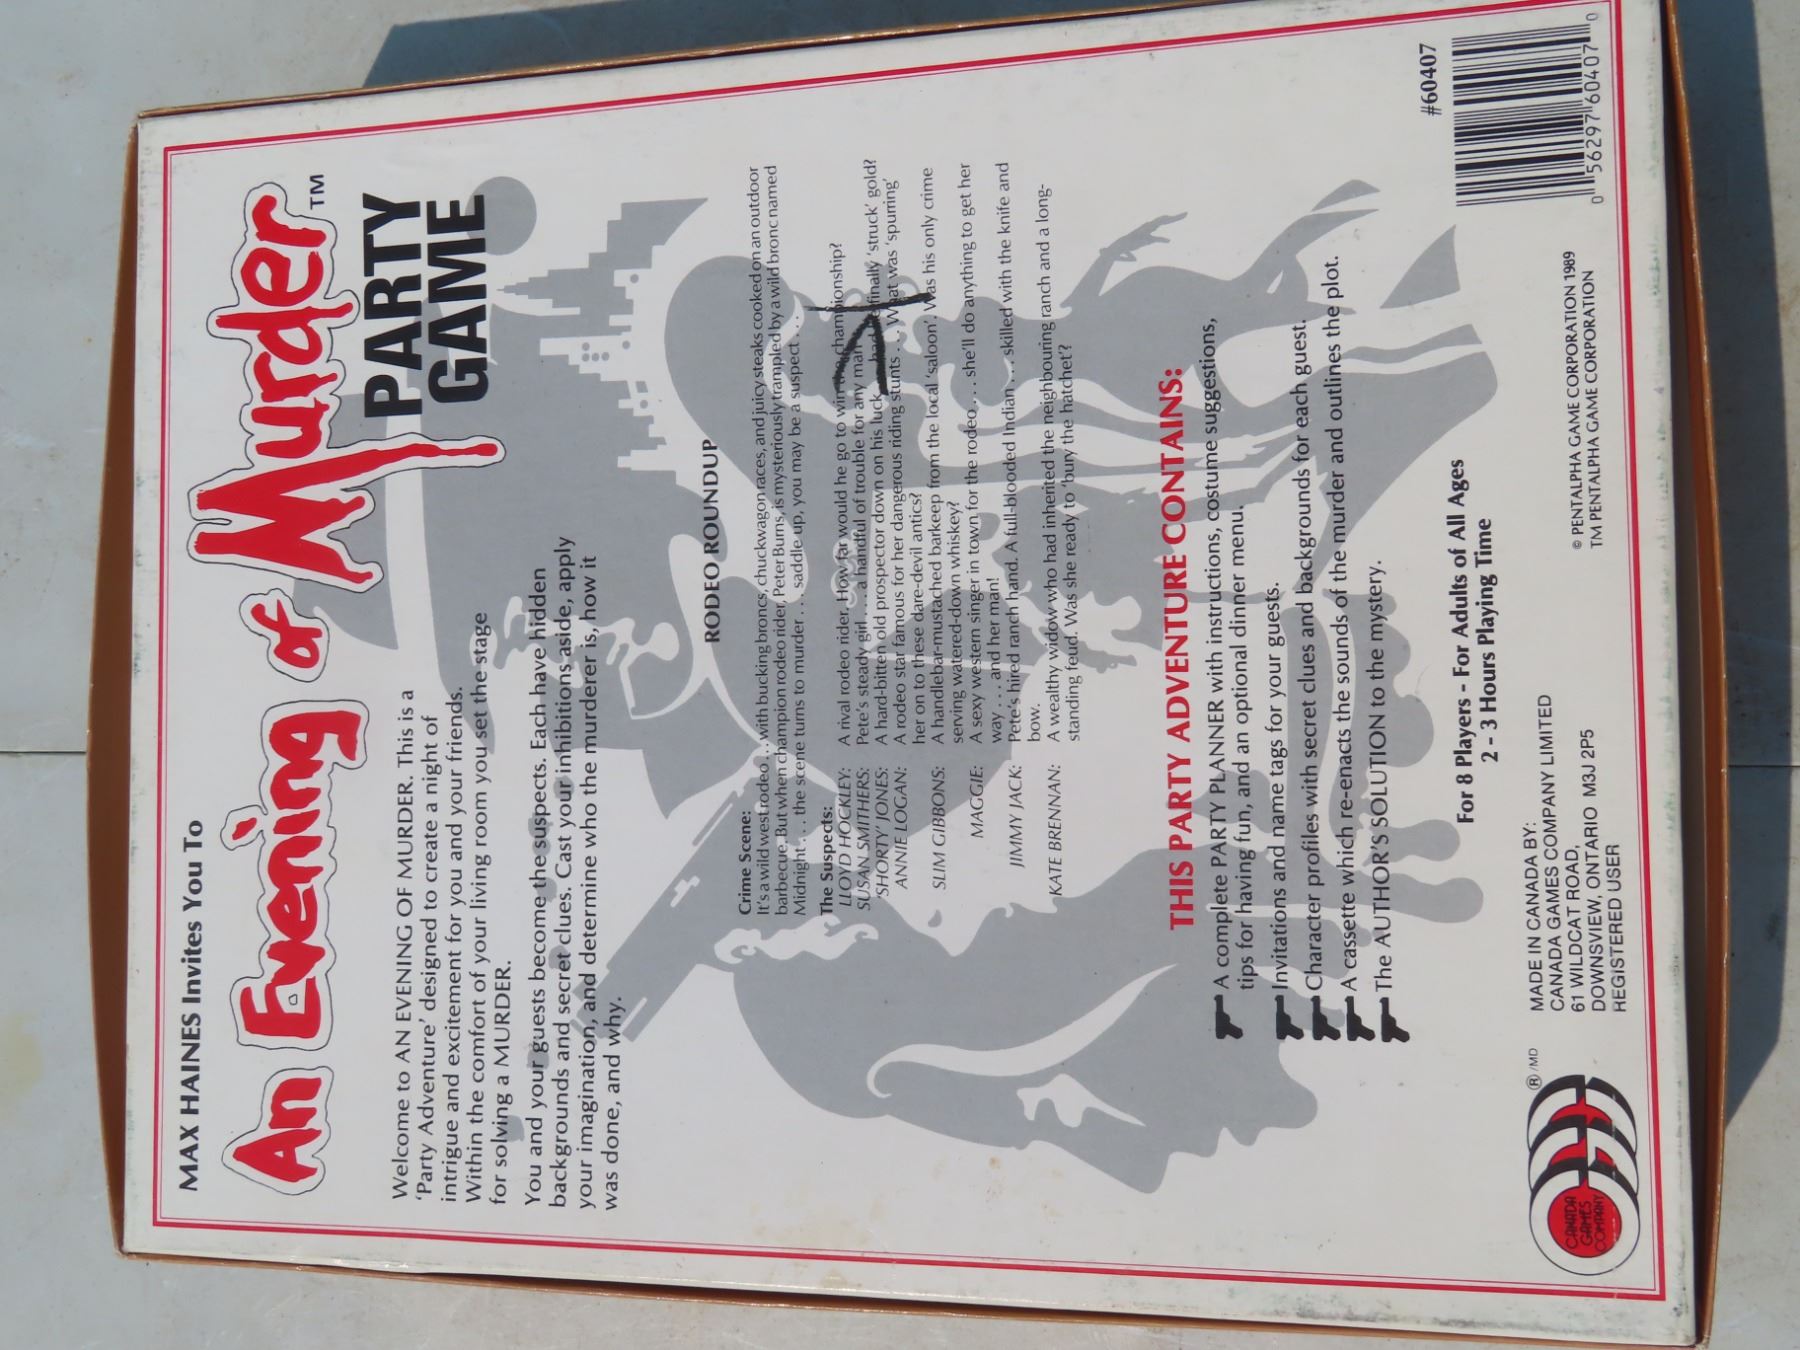 MAX HAINES Invites You To
An Evening of Murder™
PARTY
GAME
Welcome to AN EVENING OF MURDER. This is a
'Party Adventure' designed to create a night of
intrigue and excitement for you and your friends.
Within the comfort of your living room you set the stage
for solving a MURDER.
You and your guests become the suspects. Each have hidden
backgrounds and secret clues. Cast your inhibitions aside, apply
your imagination, and determine who the murderer is, how it
was done, and why.
RODEO ROUNDUP
Crime Scene:
It's a wild west rodeo . . . with bucking broncs, chuckwagon races, and juicy steaks cooked on an outdoor
barbecue. But when champion rodeo rider, Peter Burns, is mysteriously trampled by a wild bronc named
Midnight . . . the scene turns to murder . . . saddle up, you may be a suspect . . .
The Suspects:
LLOYD HOCKLEY: A rival rodeo rider. How far would he go to win the championship?
SUSAN SMITHERS: Pete's steady girl . . . a handful of trouble for any man.
'SHORTY' JONES: A hard-bitten old prospector down on his luck . . . had he finally 'struck' gold?
ANNIE LOGAN: A rodeo star famous for her dangerous riding stunts . . . What was 'spurring'
her on to these dare-devil antics?
SLIM GIBBONS: A handlebar-mustached barkeep from the local 'saloon'. Was his only crime
serving watered-down whiskey?
MAGGIE: A sexy western singer in town for the rodeo . . . she'll do anything to get her
way . . . and her man!
JIMMY JACK: Pete's hired ranch hand. A full-blooded Indian . . . skilled with the knife and
bow.
KATE BRENNAN: A wealthy widow who had inherited the neighbouring ranch and a long-
standing feud. Was she ready to 'bury the hatchet'?
THIS PARTY ADVENTURE CONTAINS:
A complete PARTY PLANNER with instructions, costume suggestions,
tips for having fun, and an optional dinner menu.
Invitations and name tags for your guests.
Character profiles with secret clues and backgrounds for each guest.
A cassette which re-enacts the sounds of the murder and outlines the plot.
The AUTHOR'S SOLUTION to the mystery.
For 8 Players - For Adults of All Ages
2 - 3 Hours Playing Time
®/MD
CANADA
GAMES
COMPANY
MADE IN CANADA BY:
CANADA GAMES COMPANY LIMITED
61 WILDCAT ROAD,
DOWNSVIEW, ONTARIO M3J 2P5
REGISTERED USER
© PENTALPHA GAME CORPORATION 1989
TM PENTALPHA GAME CORPORATION
#60407
0 56297 60407 0